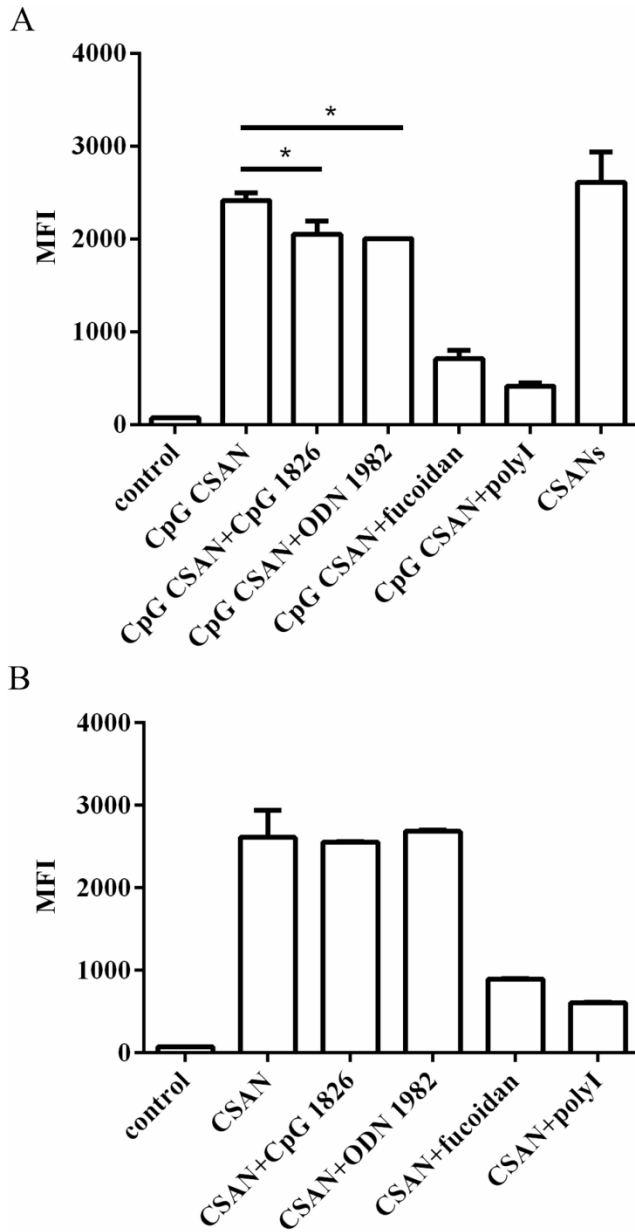 A
4000
3000
2000
1000
0
MFI
*
*
control
CpG CSAN
CpG CSAN+CpG 1826
CpG CSAN+ODN 1982
CpG CSAN+fucoidan
CpG CSAN+polyI
CSANs
B
4000
3000
2000
1000
0
MFI
control
CSAN
CSAN+CpG 1826
CSAN+ODN 1982
CSAN+fucoidan
CSAN+polyI